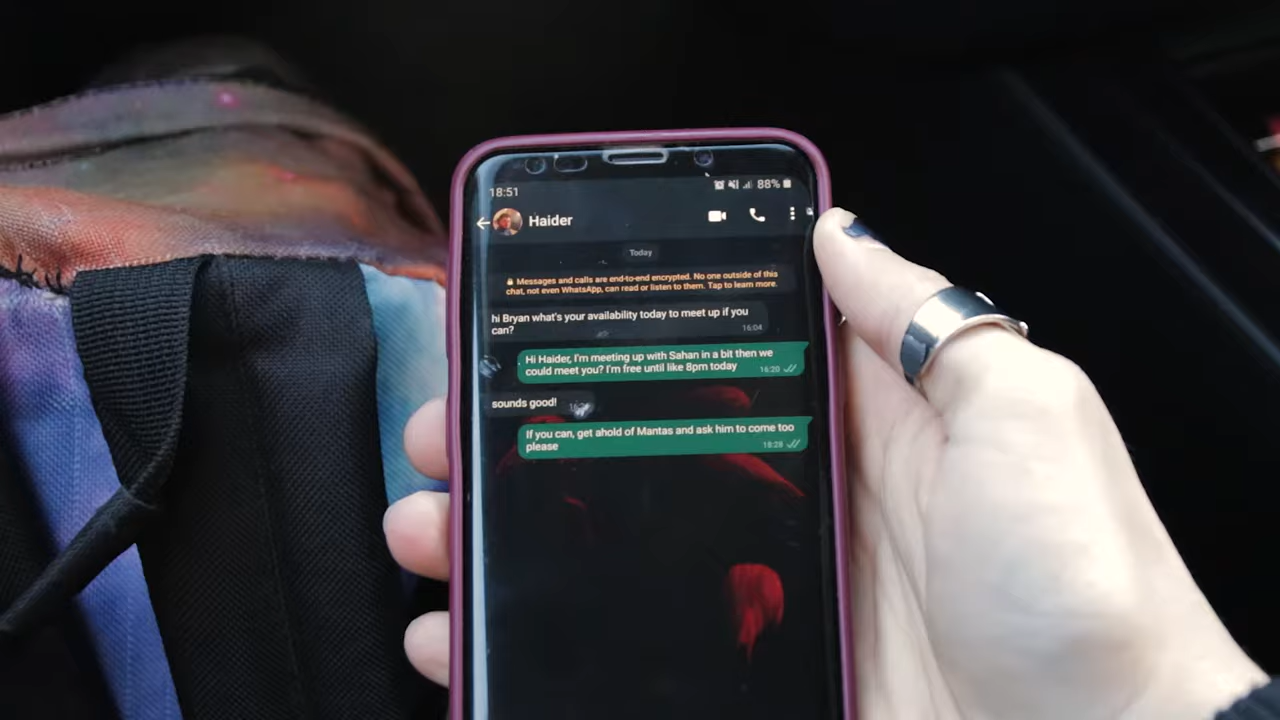 18:51 88%
Haider
Today
Messages and calls are end-to-end encrypted. No one outside of this
chat, not even WhatsApp, can read or listen to them. Tap to learn more.
hi Bryan what's your availability today to meet up if you
can?
16:04
Hi Haider, I'm meeting up with Sahan in a bit then we
could meet you? I'm free until like 8pm today 16:20
sounds good!
If you can, get ahold of Mantas and ask him to come too
please 18:28